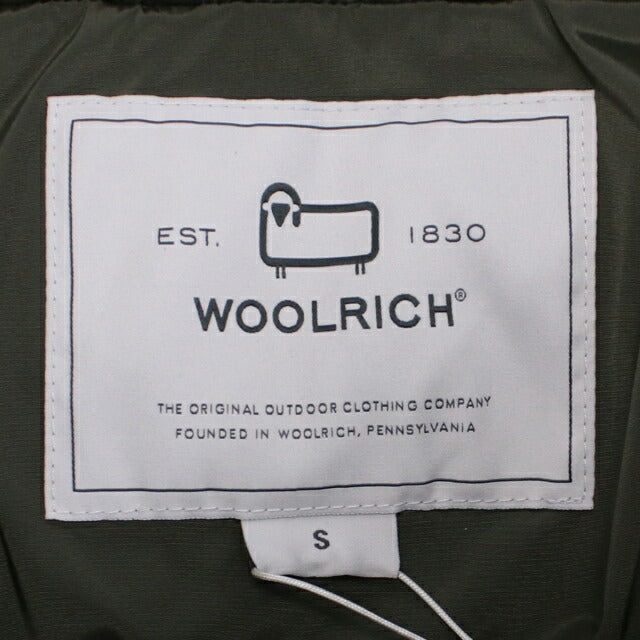 EST. 1830
WOOLRICH®
THE ORIGINAL OUTDOOR CLOTHING COMPANY
FOUNDED IN WOOLRICH, PENNSYLVANIA
S